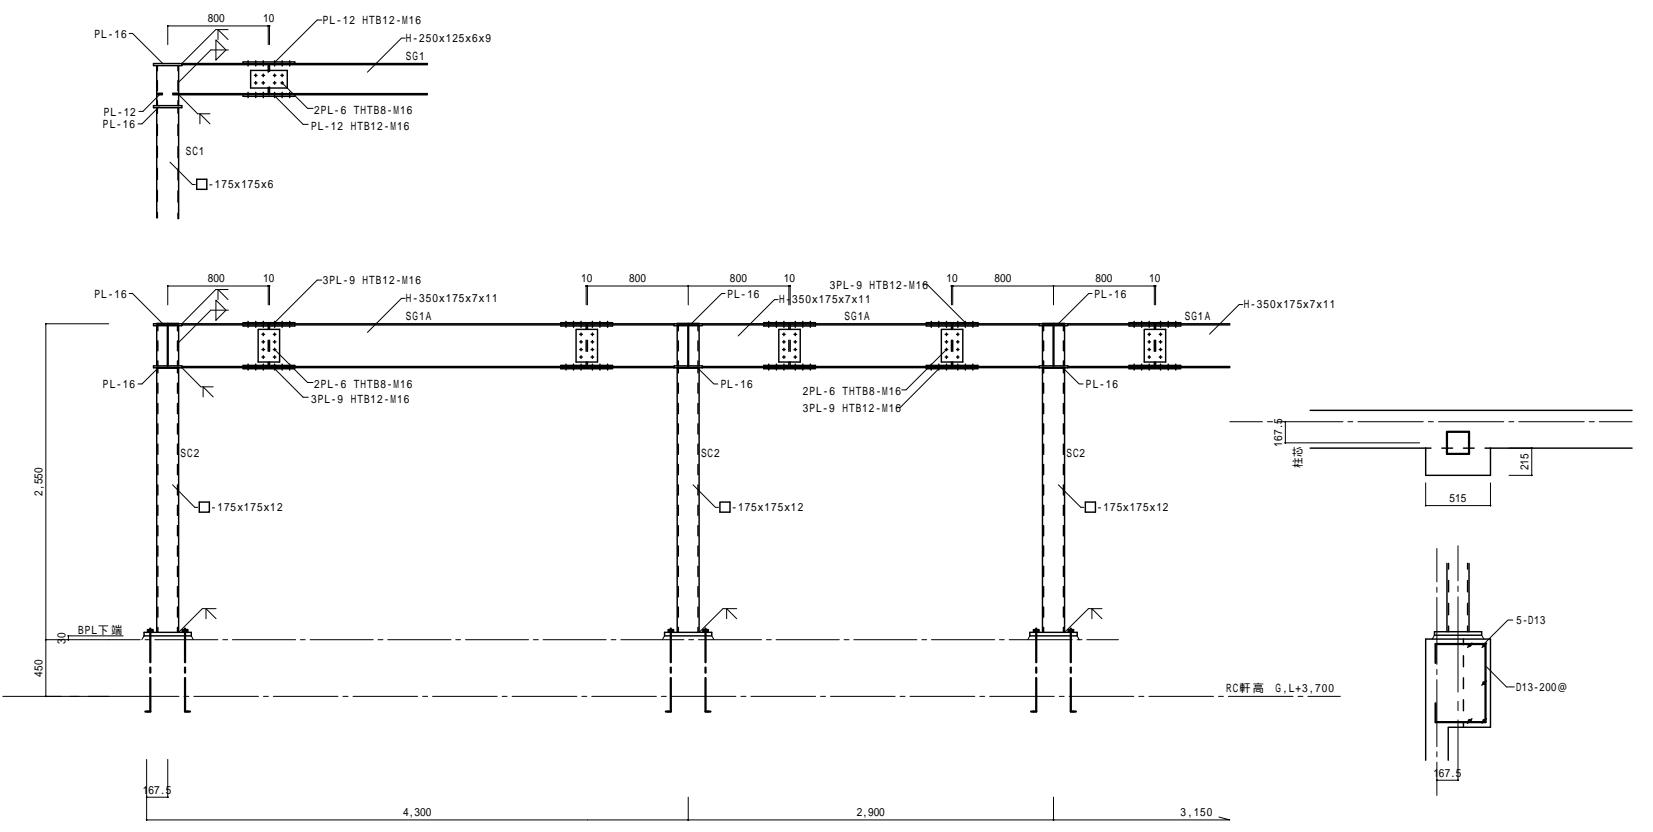 800 10
PL-12 HTB12-M16
PL-16
H-250x125x6x9
SG1
PL-12
PL-16
2PL-6 THTB8-M16
PL-12 HTB12-M16
SC1
□-175x175x6
800 10
3PL-9 HTB12-M16
10 800
800 10
3PL-9 HTB12-M16
10 800
800 10
PL-16
H-350x175x7x11
SG1A
PL-16
H-350x175x7x11
SG1A
PL-16
H-350x175x7x11
PL-16
2PL-6 THTB8-M16
3PL-9 HTB12-M16
PL-16
2PL-6 THTB8-M16
3PL-9 HTB12-M16
PL-16
SC2
SC2
SC2
2,550
□-175x175x12
□-175x175x12
□-175x175x12
167.5
柱芯
215
515
BPL下端
30
450
RC軒高 G,L+3,700
5-D13
D13-200@
167.5
167.5
4,300
2,900
3,150